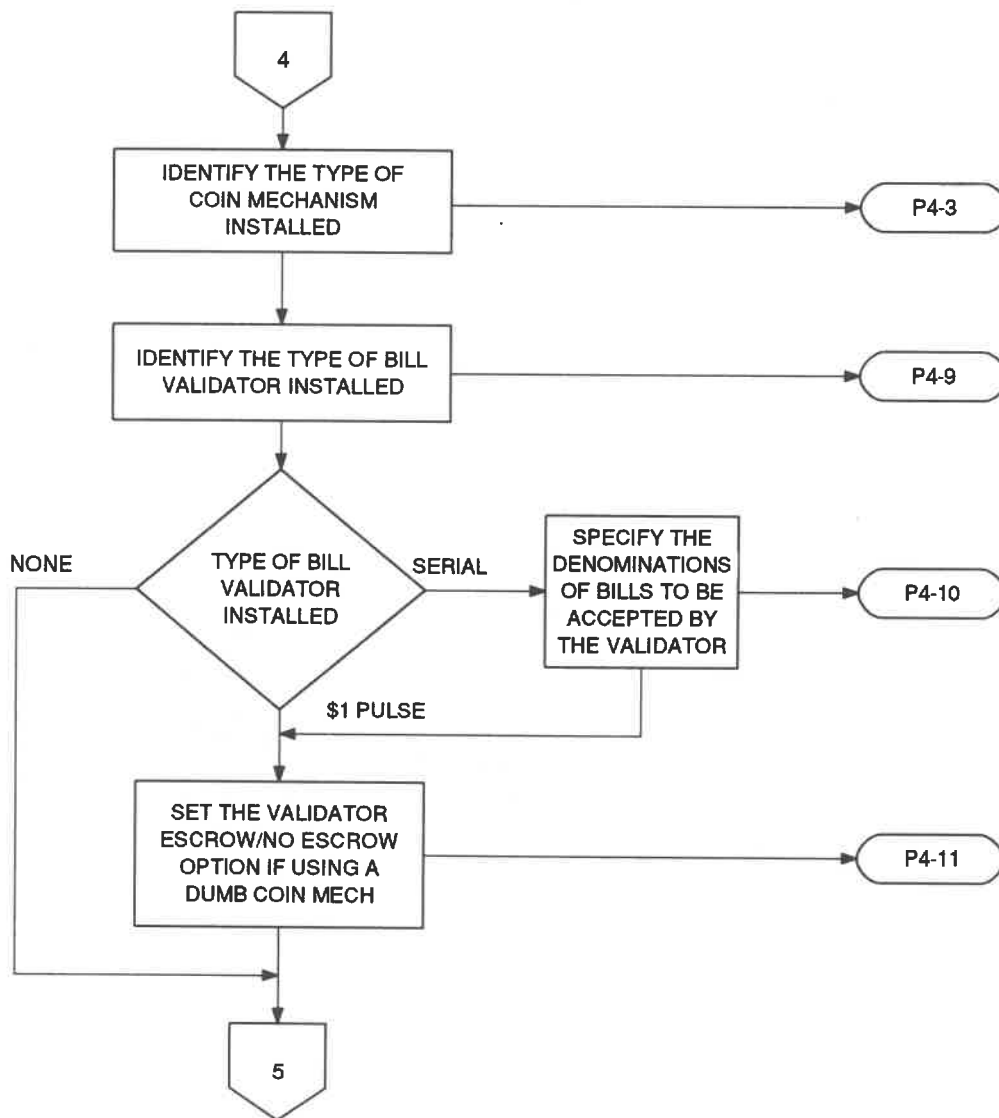 4
IDENTIFY THE TYPE OF
COIN MECHANISM
INSTALLED
P4-3
IDENTIFY THE TYPE OF BILL
VALIDATOR INSTALLED
P4-9
NONE
TYPE OF BILL
VALIDATOR
INSTALLED
SERIAL
SPECIFY THE
DENOMINATIONS
OF BILLS TO BE
ACCEPTED BY
THE VALIDATOR
P4-10
$1 PULSE
SET THE VALIDATOR
ESCROW/NO ESCROW
OPTION IF USING A
DUMB COIN MECH
P4-11
5